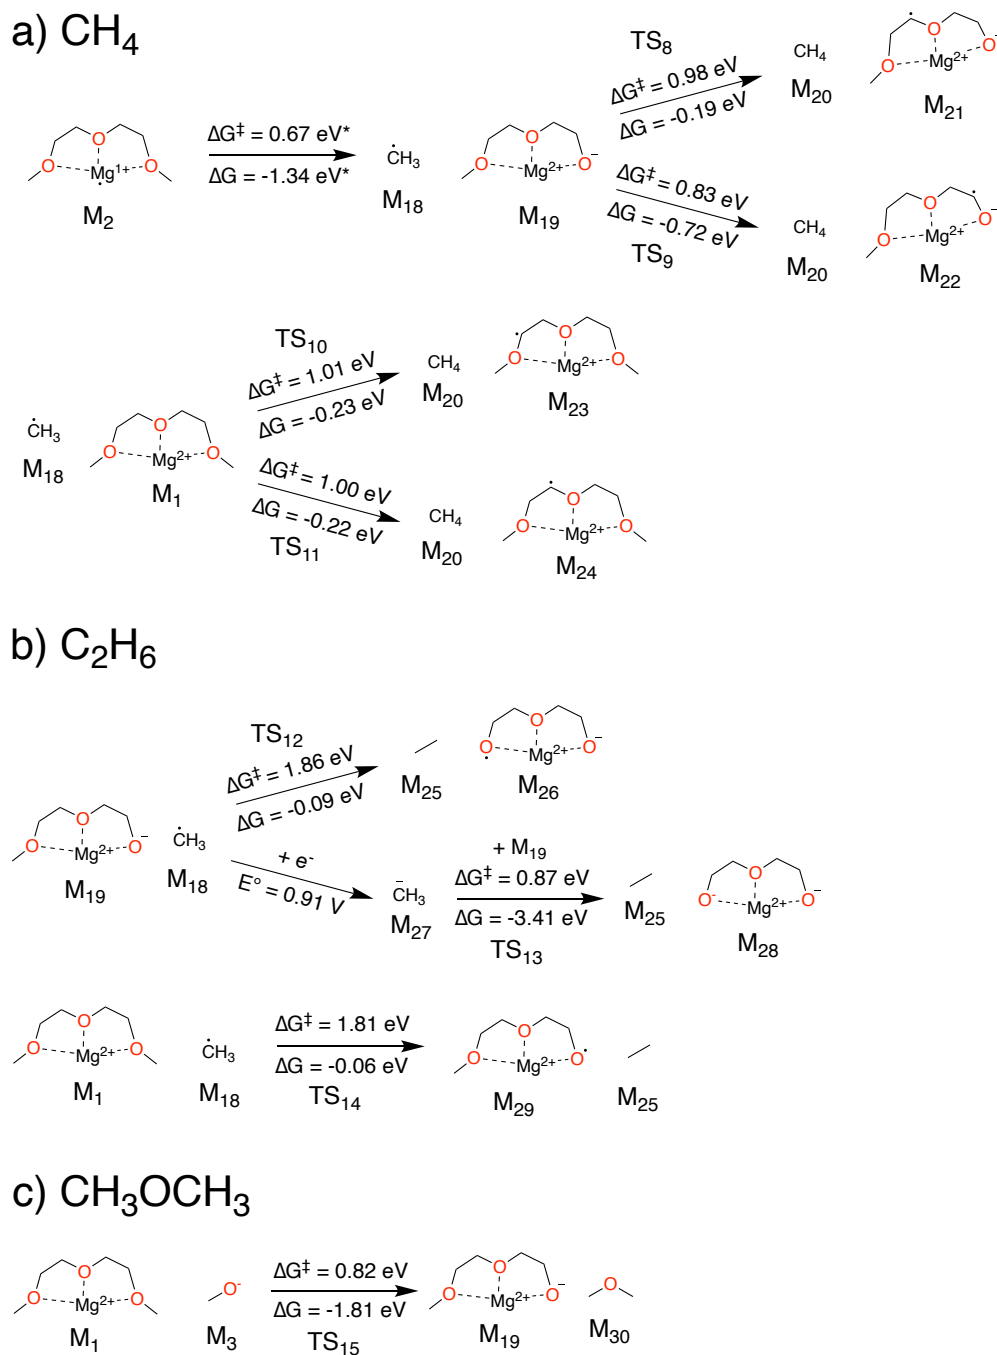 a) CH4
TS8
ΔG‡ = 0.98 eV
ΔG = -0.19 eV
CH4
M20
O
O
O-
Mg2+
M21
O
O
O
Mg1+
M2
ΔG‡ = 0.67 eV*
ΔG = -1.34 eV*
ĊH3
M18
O
O
O-
Mg2+
M19
ΔG‡ = 0.83 eV
ΔG = -0.72 eV
TS9
CH4
M20
O
O
O-
Mg2+
M22
TS10
ΔG‡ = 1.01 eV
ΔG = -0.23 eV
CH4
M20
O
O
O
Mg2+
M23
ĊH3
M18
O
O
O
Mg2+
M1
ΔG‡ = 1.00 eV
ΔG = -0.22 eV
TS11
CH4
M20
O
O
O
Mg2+
M24
b) C2H6
TS12
ΔG‡ = 1.86 eV
ΔG = -0.09 eV
M25
O
O
O-
Mg2+
M26
O
O
O-
Mg2+
M19
ĊH3
M18
+ e-
E° = 0.91 V
C̄H3
M27
+ M19
ΔG‡ = 0.87 eV
ΔG = -3.41 eV
TS13
M25
O
O-
O-
Mg2+
M28
O
O
O
Mg2+
M1
ĊH3
M18
ΔG‡ = 1.81 eV
ΔG = -0.06 eV
TS14
O
O
O
Mg2+
M29
M25
c) CH3OCH3
O
O
O
Mg2+
M1
O-
M3
ΔG‡ = 0.82 eV
ΔG = -1.81 eV
TS15
O
O
O-
Mg2+
M19
O
M30